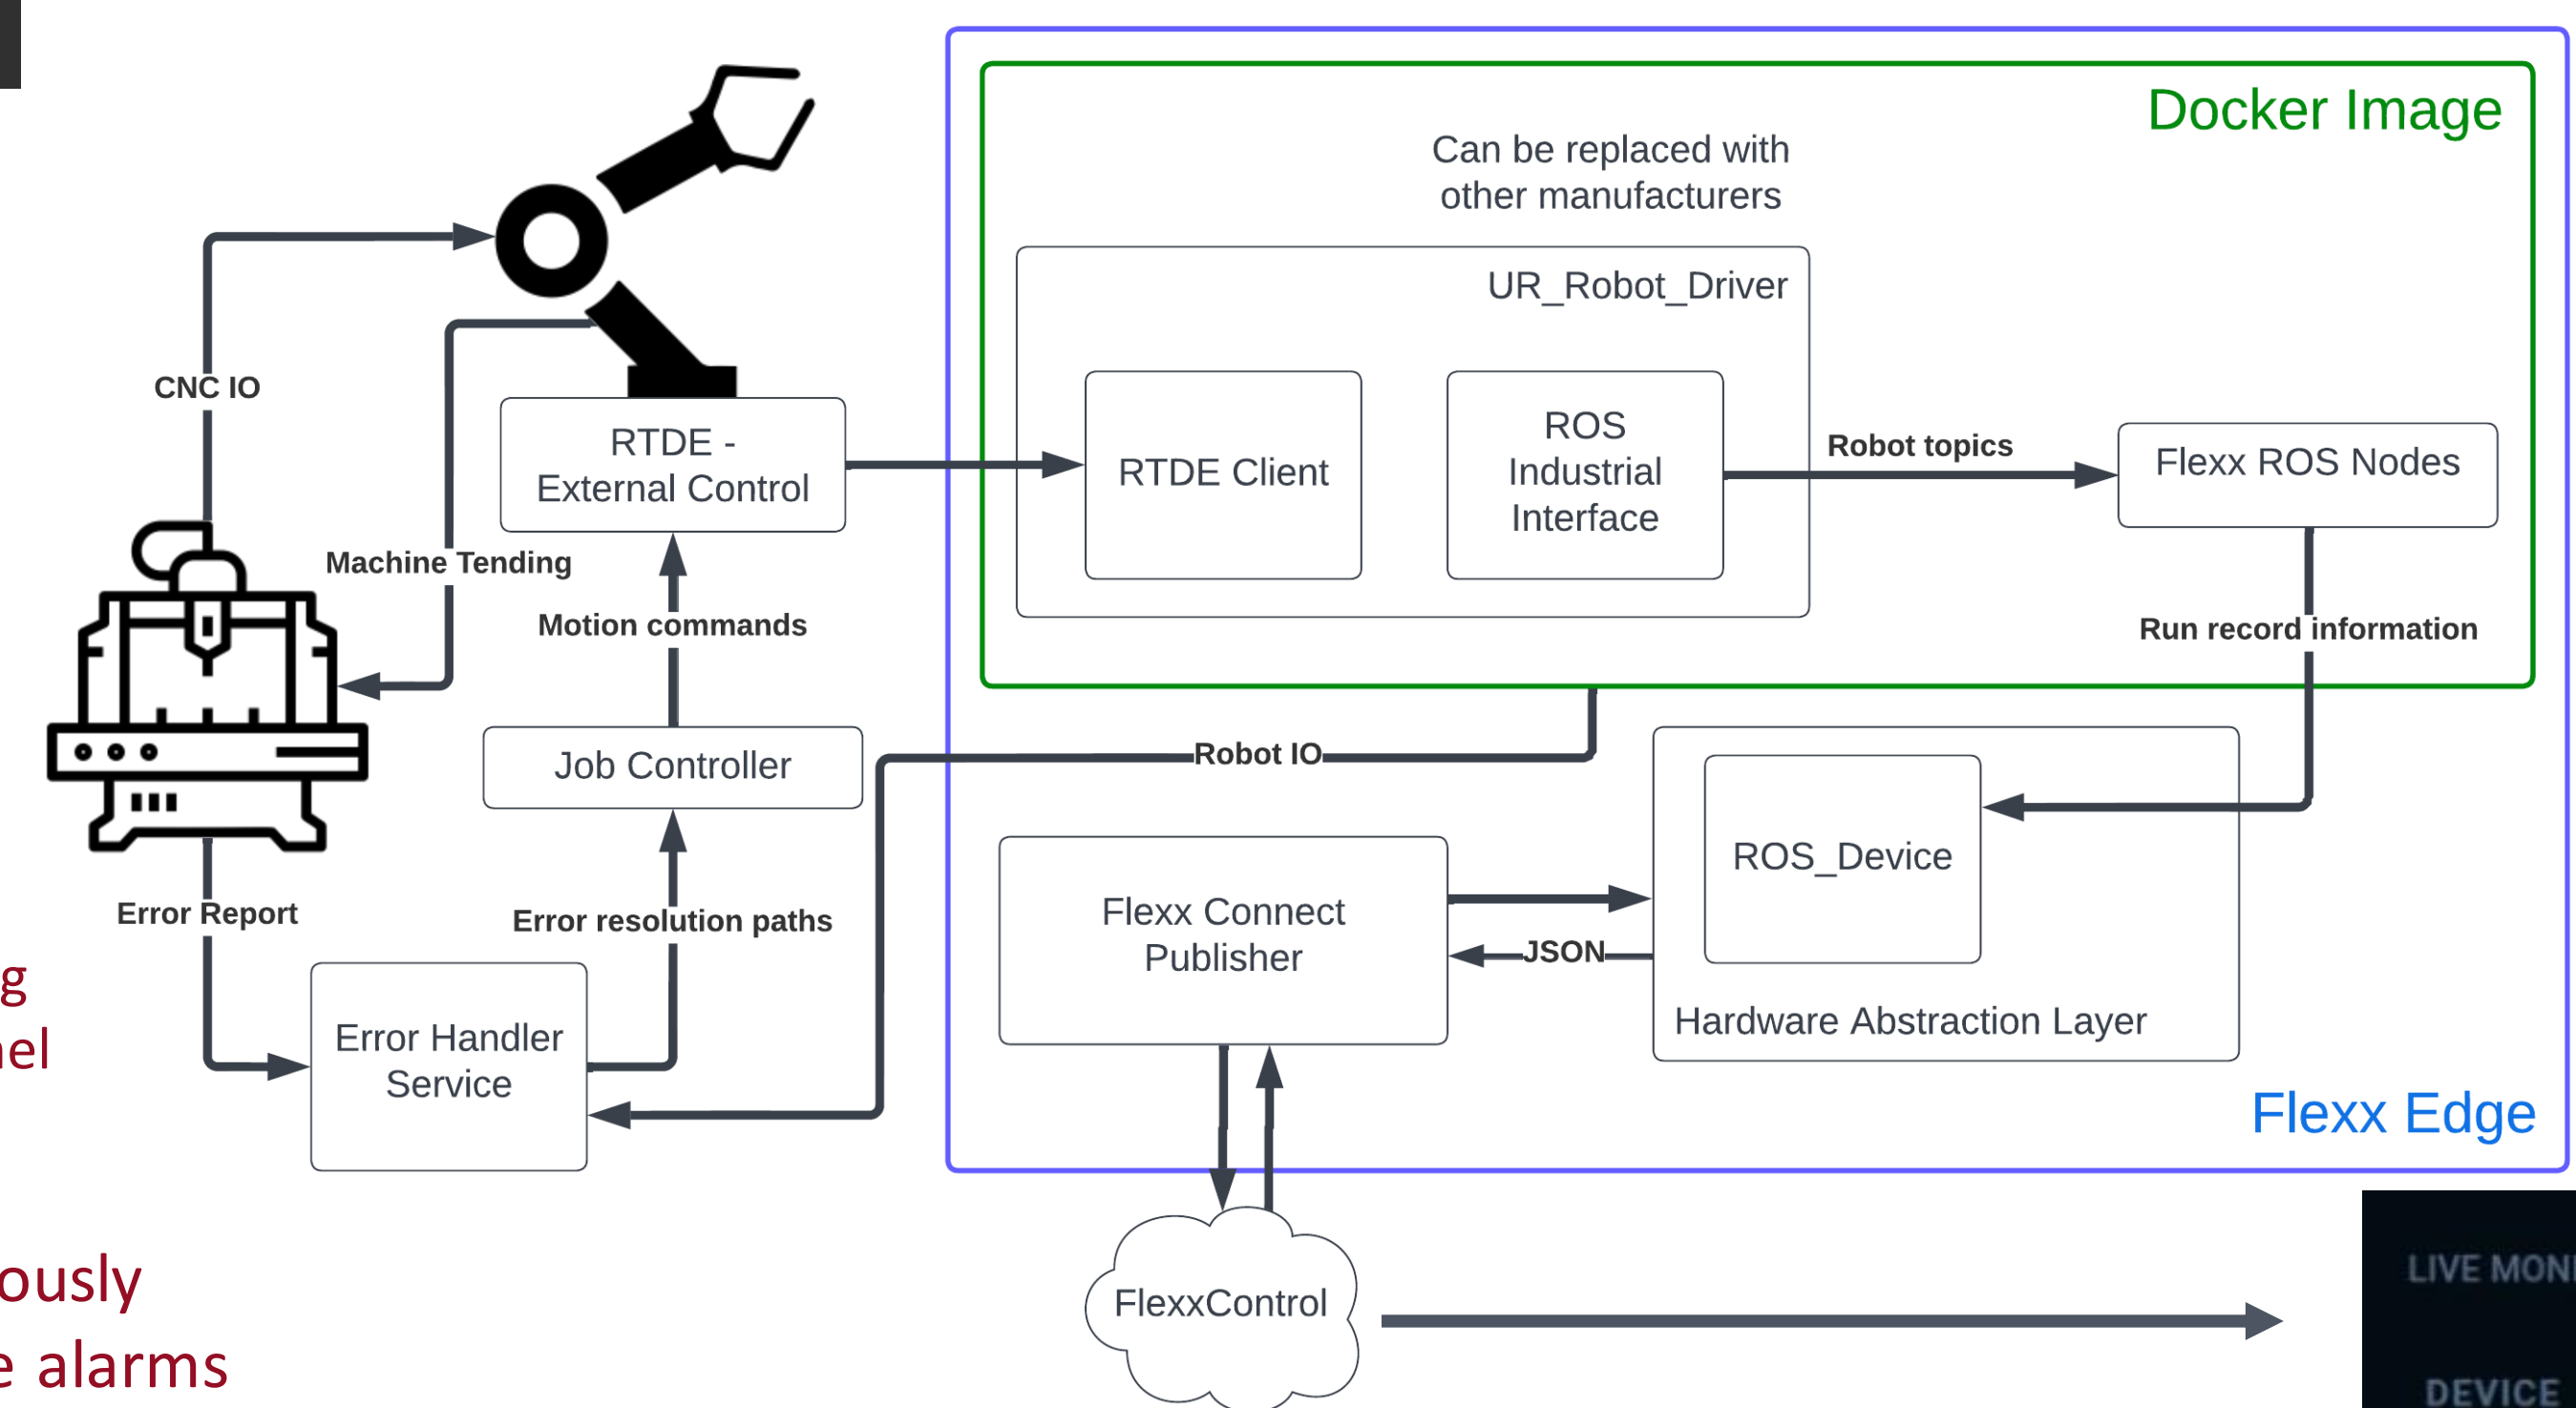 Docker Image
Can be replaced with
other manufacturers
UR_Robot_Driver
CNC IO
RTDE -
External Control
RTDE Client
ROS
Industrial
Interface
Robot topics
Flexx ROS Nodes
Machine Tending
Motion commands
Run record information
Job Controller
Robot IO
ROS_Device
Error Report
Error resolution paths
Flexx Connect
Publisher
JSON
Hardware Abstraction Layer
Error Handler
Service
Flexx Edge
FlexxControl
g
nel
ously
e alarms
LIVE MONI
DEVICE